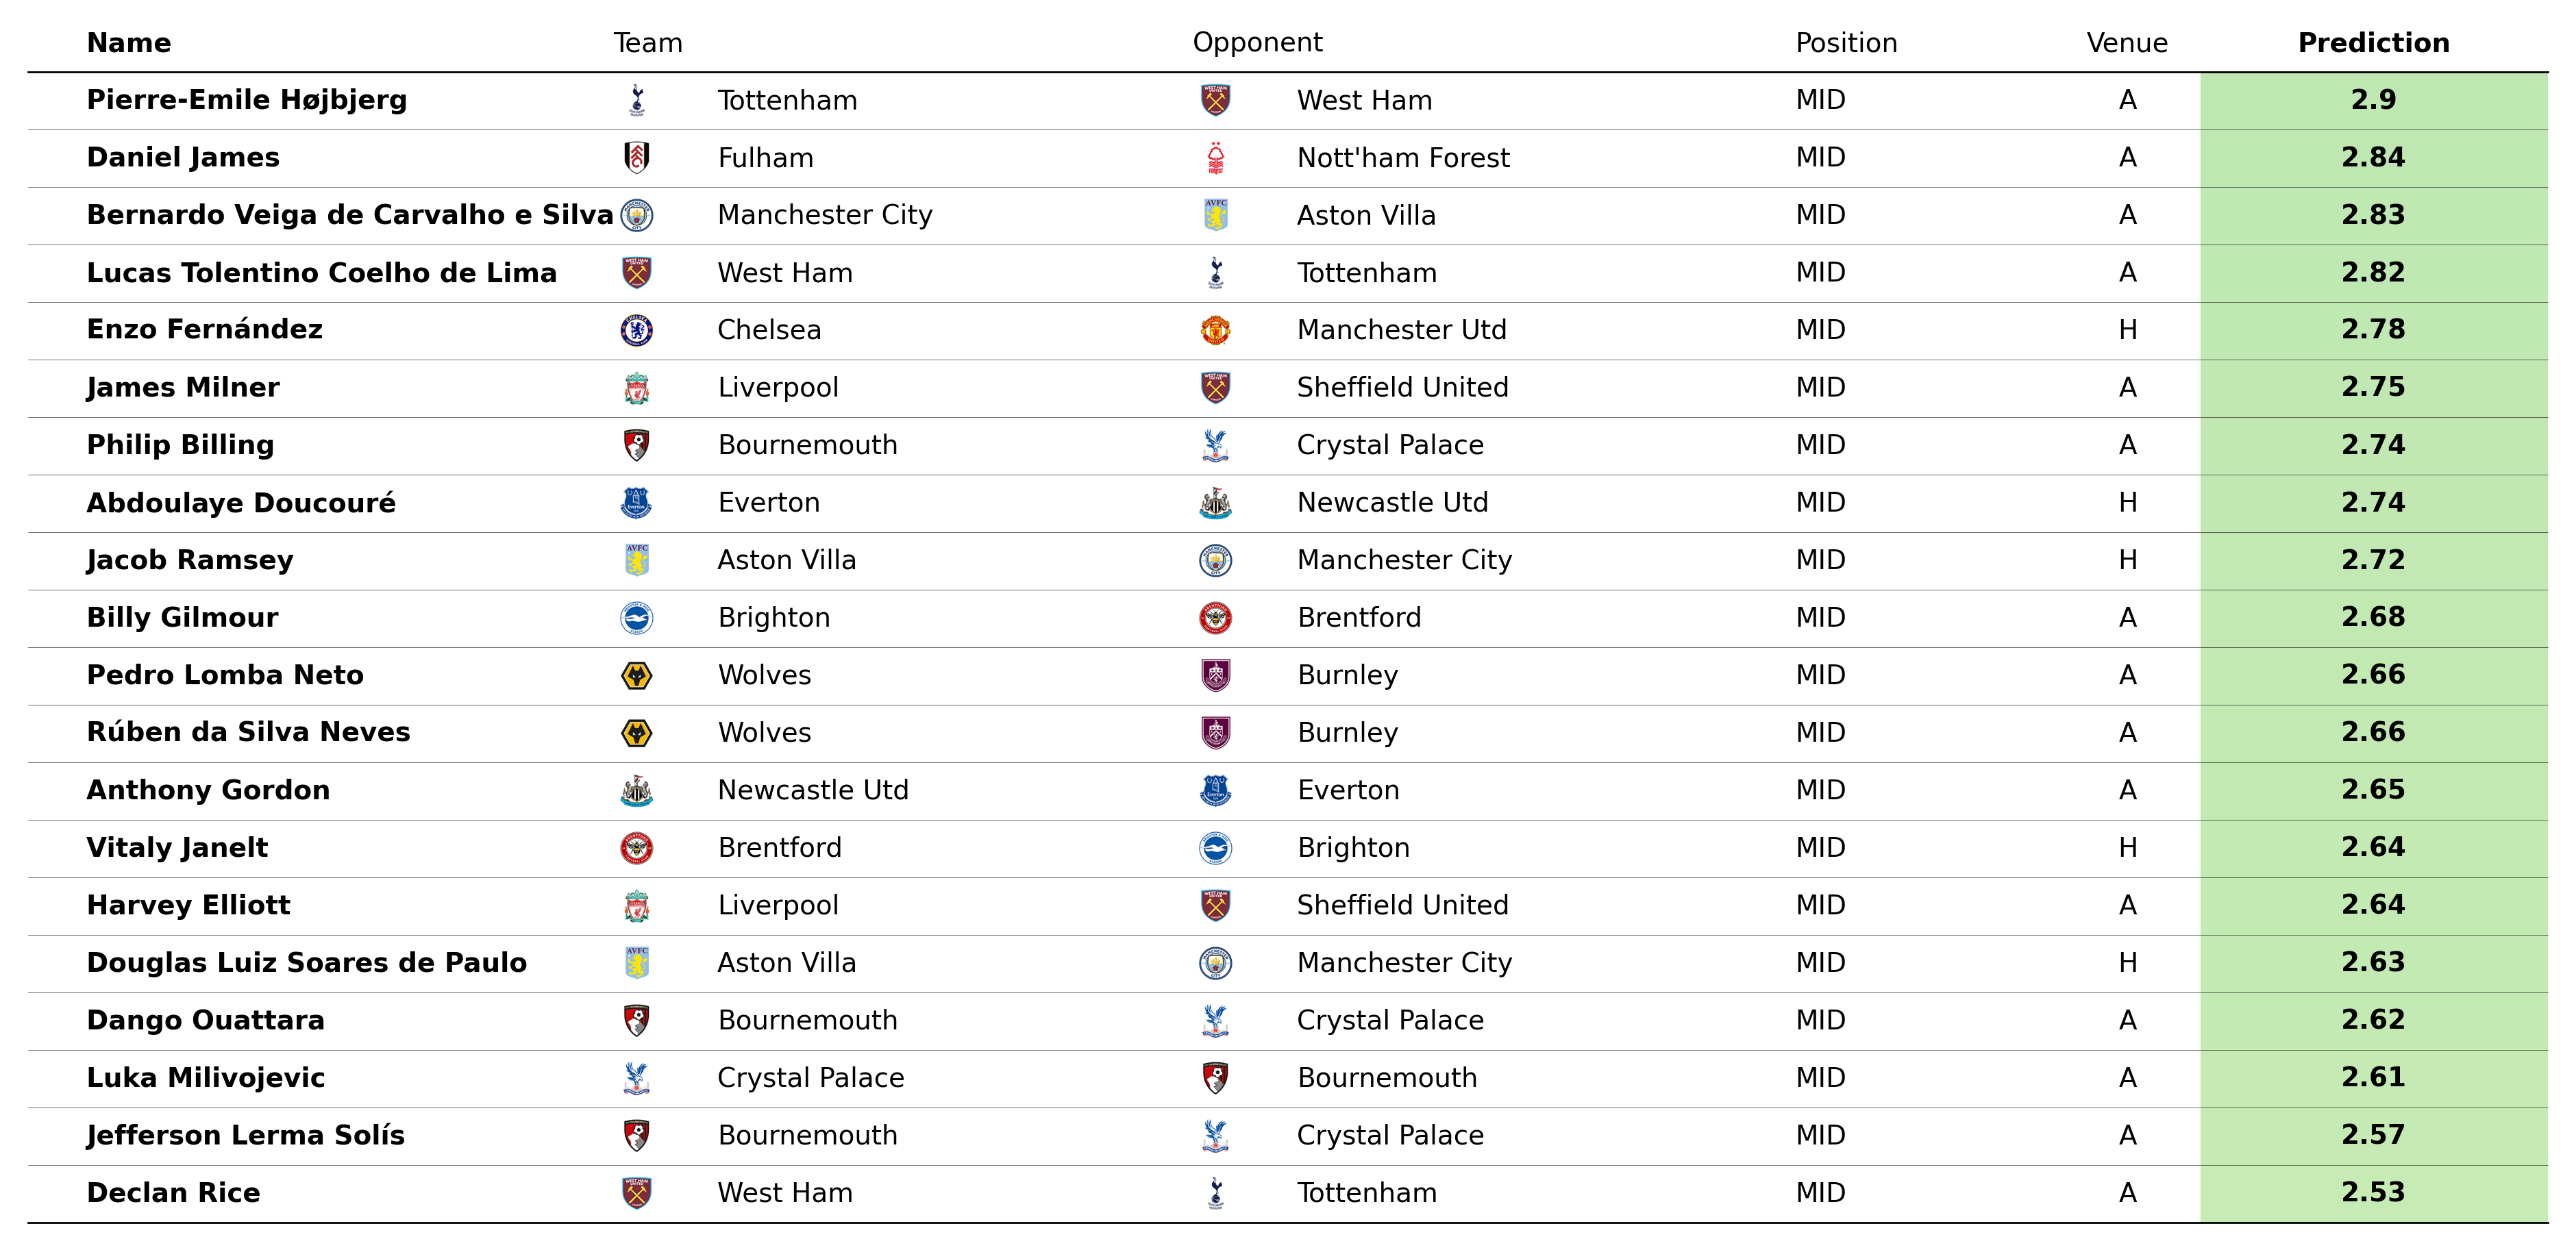 Name Team Opponent Position Venue Prediction
Pierre-Emile Højbjerg Tottenham West Ham MID A 2.9
Daniel James Fulham Nott'ham Forest MID A 2.84
Bernardo Veiga de Carvalho e Silva Manchester City Aston Villa MID A 2.83
Lucas Tolentino Coelho de Lima West Ham Tottenham MID A 2.82
Enzo Fernández Chelsea Manchester Utd MID H 2.78
James Milner Liverpool Sheffield United MID A 2.75
Philip Billing Bournemouth Crystal Palace MID A 2.74
Abdoulaye Doucouré Everton Newcastle Utd MID H 2.74
Jacob Ramsey Aston Villa Manchester City MID H 2.72
Billy Gilmour Brighton Brentford MID A 2.68
Pedro Lomba Neto Wolves Burnley MID A 2.66
Rúben da Silva Neves Wolves Burnley MID A 2.66
Anthony Gordon Newcastle Utd Everton MID A 2.65
Vitaly Janelt Brentford Brighton MID H 2.64
Harvey Elliott Liverpool Sheffield United MID A 2.64
Douglas Luiz Soares de Paulo Aston Villa Manchester City MID H 2.63
Dango Ouattara Bournemouth Crystal Palace MID A 2.62
Luka Milivojevic Crystal Palace Bournemouth MID A 2.61
Jefferson Lerma Solís Bournemouth Crystal Palace MID A 2.57
Declan Rice West Ham Tottenham MID A 2.53